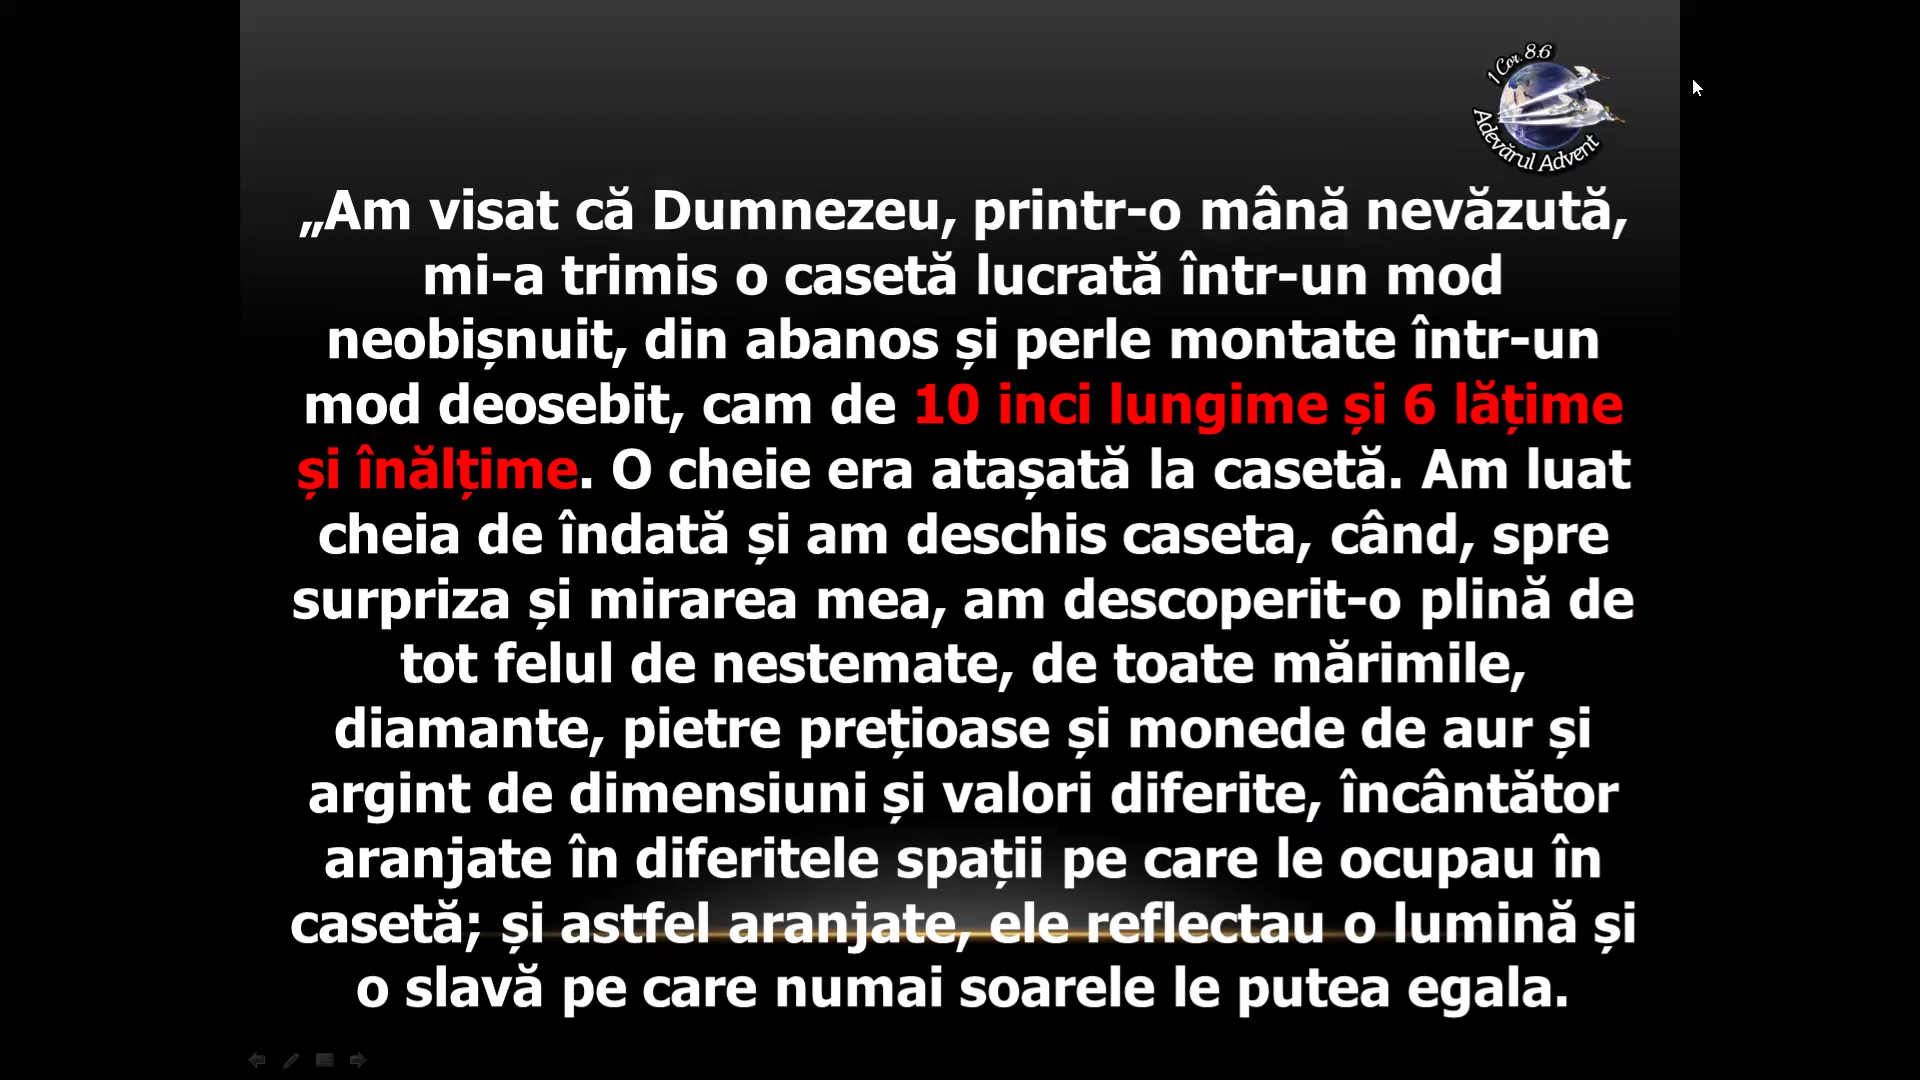 1 Cor. 8:6
Adevărul Advent
„Am visat că Dumnezeu, printr-o mână nevăzută,
mi-a trimis o casetă lucrată într-un mod
neobișnuit, din abanos și perle montate într-un
mod deosebit, cam de 10 inci lungime și 6 lățime
și înălțime. O cheie era atașată la casetă. Am luat
cheia de îndată și am deschis caseta, când, spre
surpriza și mirarea mea, am descoperit-o plină de
tot felul de nestemate, de toate mărimile,
diamante, pietre prețioase și monede de aur și
argint de dimensiuni și valori diferite, încântător
aranjate în diferitele spații pe care le ocupau în
casetă; și astfel aranjate, ele reflectau o lumină și
o slavă pe care numai soarele le putea egala.